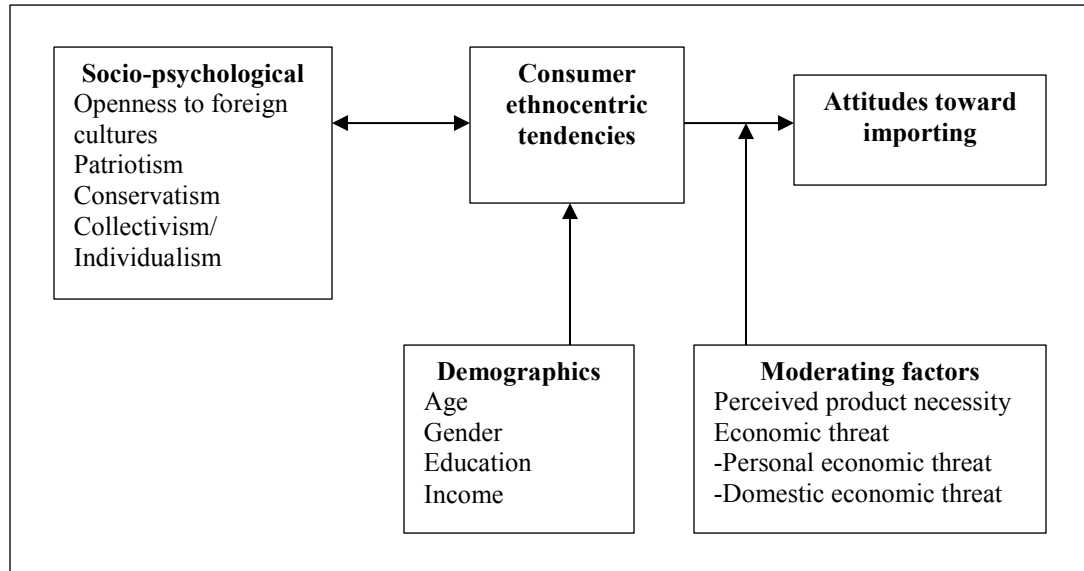 Socio-psychological
Openness to foreign
cultures
Patriotism
Conservatism
Collectivism/
Individualism
Consumer
ethnocentric
tendencies
Attitudes toward
importing
Demographics
Age
Gender
Education
Income
Moderating factors
Perceived product necessity
Economic threat
-Personal economic threat
-Domestic economic threat